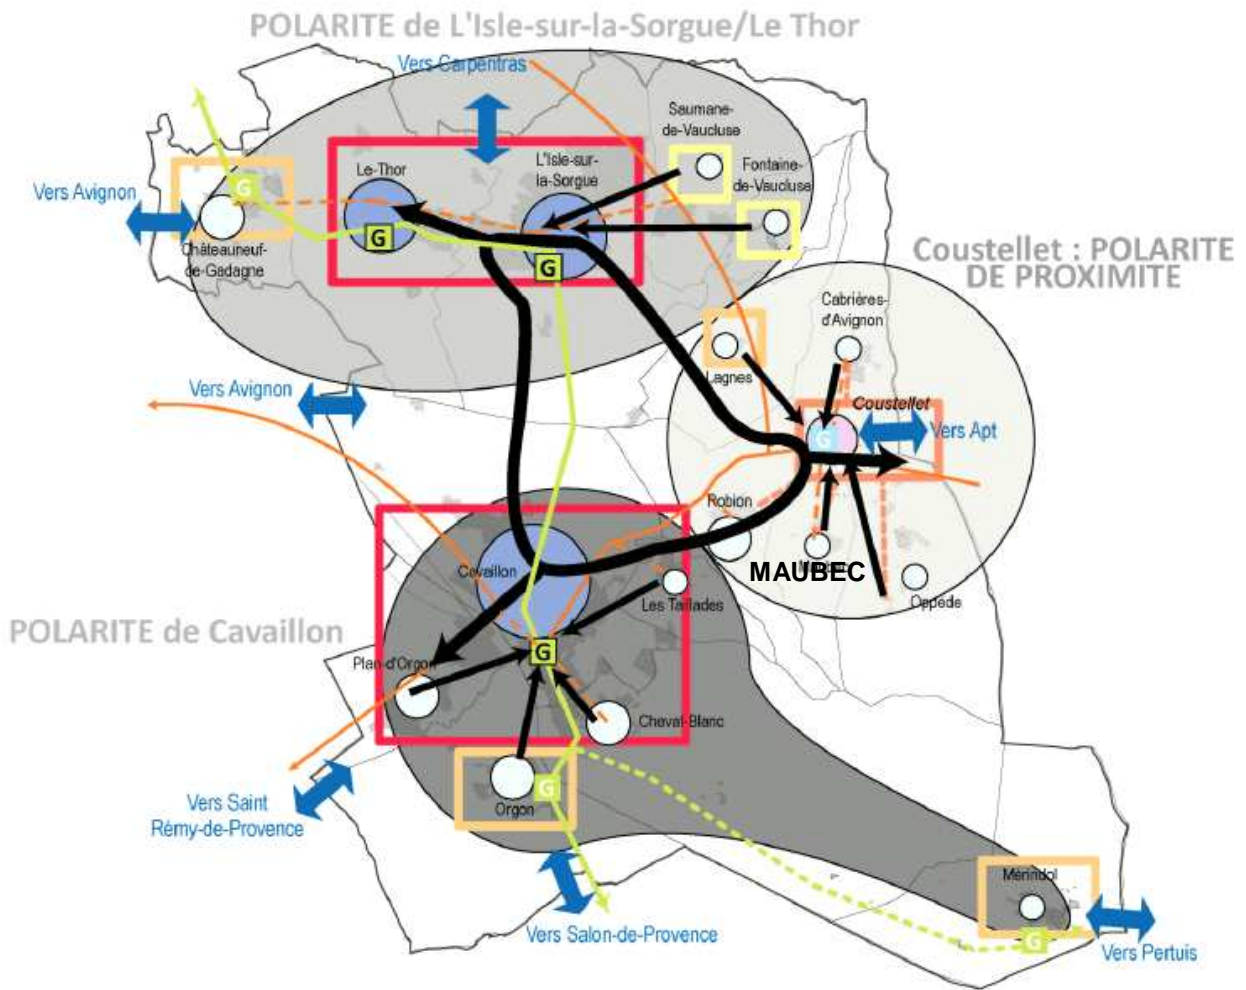 POLARITE de L'Isle-sur-la-Sorgue/Le Thor
Vers Carpentras
Saumane-
de-Vaucluse
L'Isle-sur-
la-Sorgue
Fontaine-
de-Vaucluse
Le-Thor
Vers Avignon
G
G
G
Châteauneuf-
de-Gadagne
Coustellet : POLARITE
DE PROXIMITE
Cabrières-
d'Avignon
Lagnes
Vers Avignon
Coustellet
G
Vers Apt
Robion
MAUBEC
Oppède
Cavaillon
Les Taillades
POLARITE de Cavaillon
G
Plan-d'Orgon
Cheval-Blanc
G
Orgon
Vers Saint
Rémy-de-Provence
Mérindol
G
Vers Salon-de-Provence
Vers Pertuis